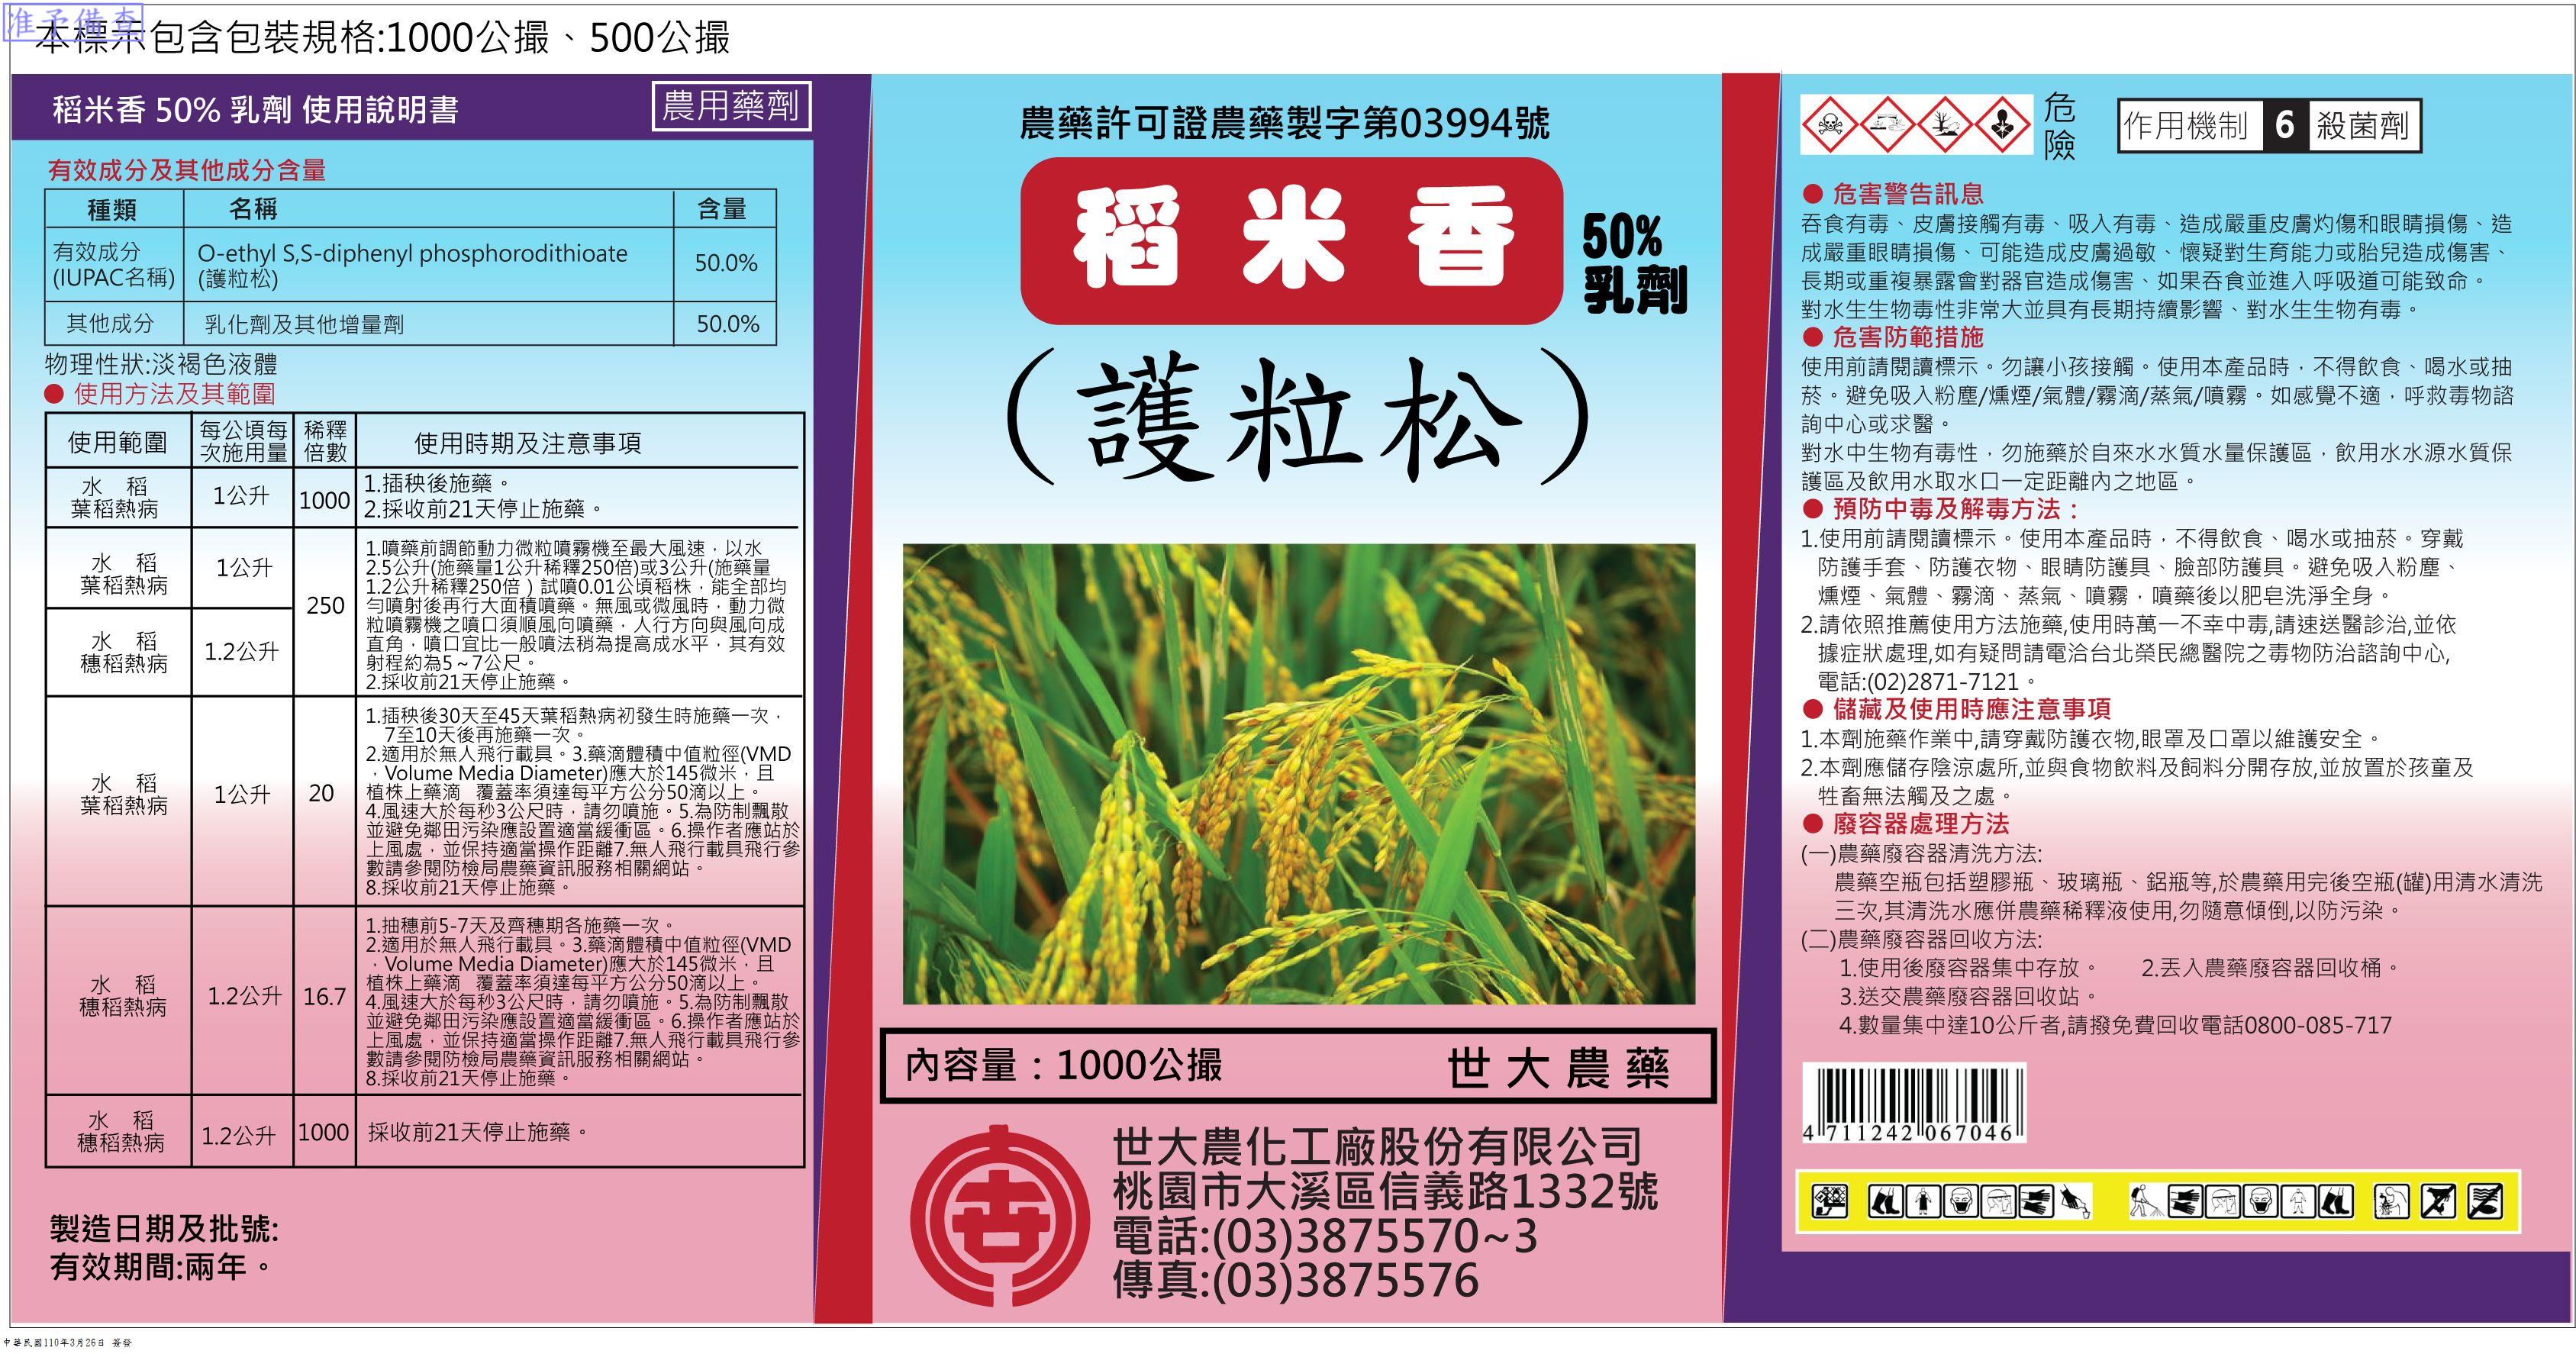 准予備查
本標示包含包裝規格:1000公撮、500公撮
稻米香 50% 乳劑 使用說明書
農用藥劑
有效成分及其他成分含量
種類 名稱 含量
有效成分
(IUPAC名稱)
O-ethyl S,S-diphenyl phosphorodithioate
(護粒松)
50.0%
其他成分 乳化劑及其他增量劑 50.0%
物理性狀:淡褐色液體
● 使用方法及其範圍
使用範圍
每公頃每
次施用量
稀釋
倍數
使用時期及注意事項
水 稻
葉稻熱病
1公升
1000
1.插秧後施藥。
2.採收前21天停止施藥。
水 稻
葉稻熱病
1公升
水 稻
穗稻熱病
1.2公升
250
1.噴藥前調節動力微粒噴霧機至最大風速，以水
2.5公升(施藥量1公升稀釋250倍)或3公升(施藥量
1.2公升稀釋250倍 ) 試噴0.01公頃稻株，能全部均
勻噴射後再行大面積噴藥。無風或微風時，動力微
粒噴霧機之噴口須順風向噴藥，人行方向與風向成
直角，噴口宜比一般噴法稍為提高成水平，其有效
射程約為5～7公尺。
2.採收前21天停止施藥。
水 稻
葉稻熱病
1公升
20
1.插秧後30天至45天葉稻熱病初發生時施藥一次，
7至10天後再施藥一次。
2.適用於無人飛行載具。3.藥滴體積中值粒徑(VMD
，Volume Media Diameter)應大於145微米，且
植株上藥滴 覆蓋率須達每平方公分50滴以上。
4.風速大於每秒3公尺時，請勿噴施。5.為防制飄散
並避免鄰田污染應設置適當緩衝區。6.操作者應站於
上風處，並保持適當操作距離7.無人飛行載具飛行參
數請參閱防檢局農藥資訊服務相關網站。
8.採收前21天停止施藥。
水 稻
穗稻熱病
1.2公升
16.7
1.抽穗前5-7天及齊穗期各施藥一次。
2.適用於無人飛行載具。3.藥滴體積中值粒徑(VMD
，Volume Media Diameter)應大於145微米，且
植株上藥滴 覆蓋率須達每平方公分50滴以上。
4.風速大於每秒3公尺時，請勿噴施。5.為防制飄散
並避免鄰田污染應設置適當緩衝區。6.操作者應站於
上風處，並保持適當操作距離7.無人飛行載具飛行參
數請參閱防檢局農藥資訊服務相關網站。
8.採收前21天停止施藥。
水 稻
穗稻熱病
1.2公升
1000
採收前21天停止施藥。
製造日期及批號:
有效期間:兩年。
農藥許可證農藥製字第03994號
稻米香
50%
乳劑
（護粒松）
內容量：1000公撮 世大農藥
世大農化工廠股份有限公司
桃園市大溪區信義路1332號
電話:(03)3875570~3
傳真:(03)3875576
危
險
作用機制 6 殺菌劑
● 危害警告訊息
吞食有毒、皮膚接觸有毒、吸入有毒、造成嚴重皮膚灼傷和眼睛損傷、造
成嚴重眼睛損傷、可能造成皮膚過敏、懷疑對生育能力或胎兒造成傷害、
長期或重複暴露會對器官造成傷害、如果吞食並進入呼吸道可能致命。
對水生生物毒性非常大並具有長期持續影響、對水生生物有毒。
● 危害防範措施
使用前請閱讀標示。勿讓小孩接觸。使用本產品時，不得飲食、喝水或抽
菸。避免吸入粉塵/燻煙/氣體/霧滴/蒸氣/噴霧。如感覺不適，呼救毒物諮
詢中心或求醫。
對水中生物有毒性，勿施藥於自來水水質水量保護區，飲用水水源水質保
護區及飲用水取水口一定距離內之地區。
● 預防中毒及解毒方法：
1.使用前請閱讀標示。使用本產品時，不得飲食、喝水或抽菸。穿戴
防護手套、防護衣物、眼睛防護具、臉部防護具。避免吸入粉塵、
燻煙、氣體、霧滴、蒸氣、噴霧，噴藥後以肥皂洗淨全身。
2.請依照推薦使用方法施藥,使用時萬一不幸中毒,請速送醫診治,並依
據症狀處理,如有疑問請電洽台北榮民總醫院之毒物防治諮詢中心,
電話:(02)2871-7121。
● 儲藏及使用時應注意事項
1.本劑施藥作業中,請穿戴防護衣物,眼罩及口罩以維護安全。
2.本劑應儲存陰涼處所,並與食物飲料及飼料分開存放,並放置於孩童及
牲畜無法觸及之處。
● 廢容器處理方法
(一)農藥廢容器清洗方法:
農藥空瓶包括塑膠瓶、玻璃瓶、鋁瓶等,於農藥用完後空瓶(罐)用清水清洗
三次,其清洗水應併農藥稀釋液使用,勿隨意傾倒,以防污染。
(二)農藥廢容器回收方法:
1.使用後廢容器集中存放。 2.丟入農藥廢容器回收桶。
3.送交農藥廢容器回收站。
4.數量集中達10公斤者,請撥免費回收電話0800-085-717
4 711242 067046
中華民國110年3月26日 簽發